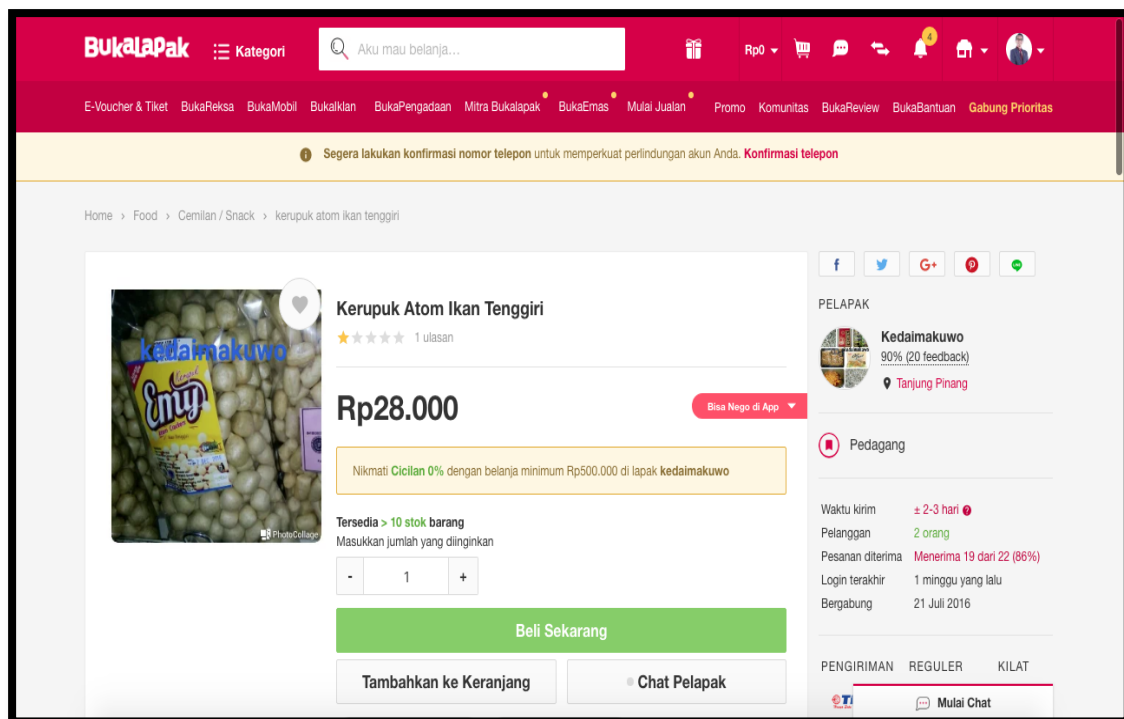 BukaLapak Kategori Aku mau belanja... Rp0 4
E-Voucher & Tiket BukaReksa BukaMobil BukaIklan BukaPengadaan Mitra Bukalapak BukaEmas Mulai Jualan Promo Komunitas BukaReview BukaBantuan Gabung Prioritas
Segera lakukan konfirmasi nomor telepon untuk memperkuat perlindungan akun Anda. Konfirmasi telepon
Home › Food › Cemilan / Snack › kerupuk atom ikan tenggiri
kedaimakuwo
Kerupuk
Emy
PhotoCollage
Kerupuk Atom Ikan Tenggiri
1 ulasan
Rp28.000
Bisa Nego di App
Nikmati Cicilan 0% dengan belanja minimum Rp500.000 di lapak kedaimakuwo
Tersedia > 10 stok barang
Masukkan jumlah yang diinginkan
- 1 +
Beli Sekarang
Tambahkan ke Keranjang
Chat Pelapak
f G+
PELAPAK
Kedaimakuwo
90% (20 feedback)
Tanjung Pinang
Pedagang
Waktu kirim ± 2-3 hari
Pelanggan 2 orang
Pesanan diterima Menerima 19 dari 22 (86%)
Login terakhir 1 minggu yang lalu
Bergabung 21 Juli 2016
PENGIRIMAN REGULER KILAT
Mulai Chat